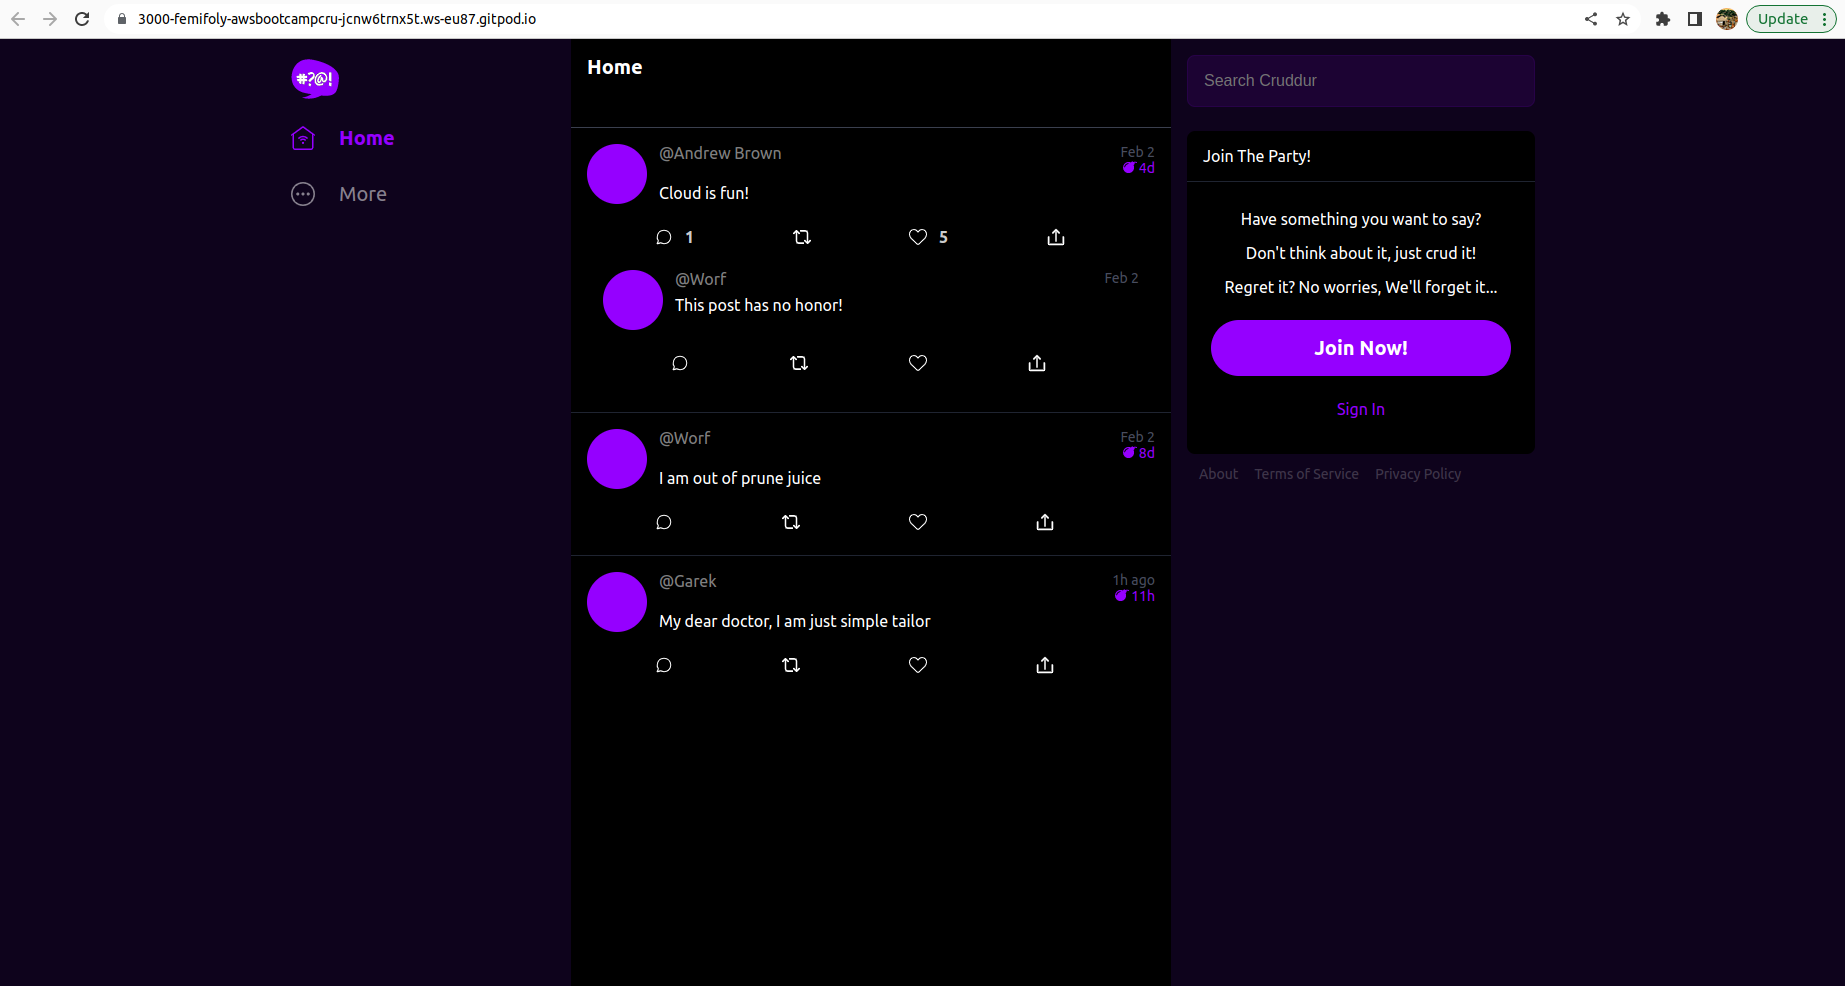 3000-femifoly-awsbootcampcru-jcnw6trnx5t.ws-eu87.gitpod.io
Update
#?@!
Home
More
Home
@Andrew Brown
Feb 2
4d
Cloud is fun!
1
5
@Worf
Feb 2
This post has no honor!
@Worf
Feb 2
8d
I am out of prune juice
@Garek
1h ago
11h
My dear doctor, I am just simple tailor
Search Cruddur
Join The Party!
Have something you want to say?
Don't think about it, just crud it!
Regret it? No worries, We'll forget it...
Join Now!
Sign In
About Terms of Service Privacy Policy